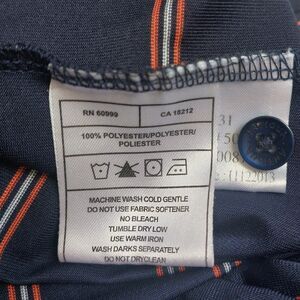 RN 60999
CA 18212
100% POLYESTER/POLYESTER/
POLIESTER
MACHINE WASH COLD GENTLE
DO NOT USE FABRIC SOFTENER
NO BLEACH
TUMBLE DRY LOW
USE WARM IRON
WASH DARKS SEPARATELY
DO NOT DRYCLEAN
31